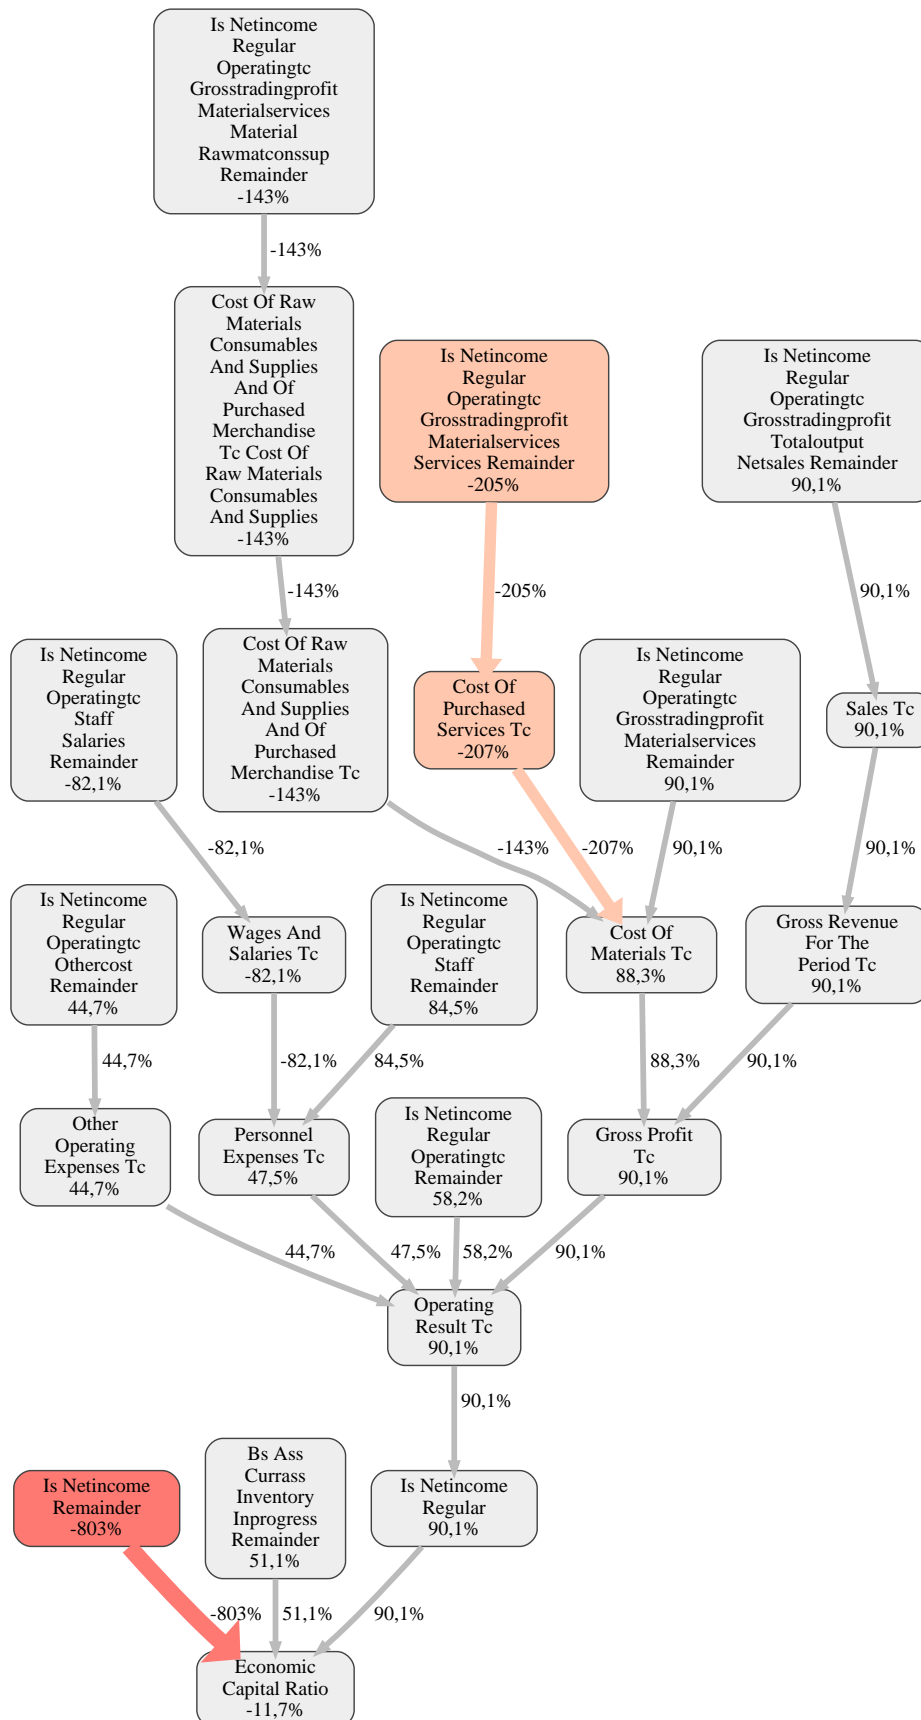 Is Netincome
Regular
Operatingtc
Grosstradingprofit
Materialservices
Material
Rawmatconssup
Remainder
-143%
-143%
Cost Of Raw
Materials
Consumables
And Supplies
And Of
Purchased
Merchandise
Tc Cost Of
Raw Materials
Consumables
And Supplies
-143%
Is Netincome
Regular
Operatingtc
Grosstradingprofit
Materialservices
Services Remainder
-205%
Is Netincome
Regular
Operatingtc
Grosstradingprofit
Totaloutput
Netsales Remainder
90,1%
-143%
-205%
90,1%
Is Netincome
Regular
Operatingtc
Staff
Salaries
Remainder
-82,1%
Cost Of Raw
Materials
Consumables
And Supplies
And Of
Purchased
Merchandise Tc
-143%
Cost Of
Purchased
Services Tc
-207%
Is Netincome
Regular
Operatingtc
Grosstradingprofit
Materialservices
Remainder
90,1%
Sales Tc
90,1%
-82,1%
-143%
-207%
90,1%
90,1%
Is Netincome
Regular
Operatingtc
Othercost
Remainder
44,7%
Wages And
Salaries Tc
-82,1%
Is Netincome
Regular
Operatingtc
Staff
Remainder
84,5%
Cost Of
Materials Tc
88,3%
Gross Revenue
For The
Period Tc
90,1%
44,7%
-82,1%
84,5%
88,3%
90,1%
Other
Operating
Expenses Tc
44,7%
Personnel
Expenses Tc
47,5%
Is Netincome
Regular
Operatingtc
Remainder
58,2%
Gross Profit
Tc
90,1%
44,7%
47,5%
58,2%
90,1%
Operating
Result Tc
90,1%
90,1%
Is Netincome
Remainder
-803%
Bs Ass
Currass
Inventory
Inprogress
Remainder
51,1%
Is Netincome
Regular
90,1%
-803%
51,1%
90,1%
Economic
Capital Ratio
-11,7%